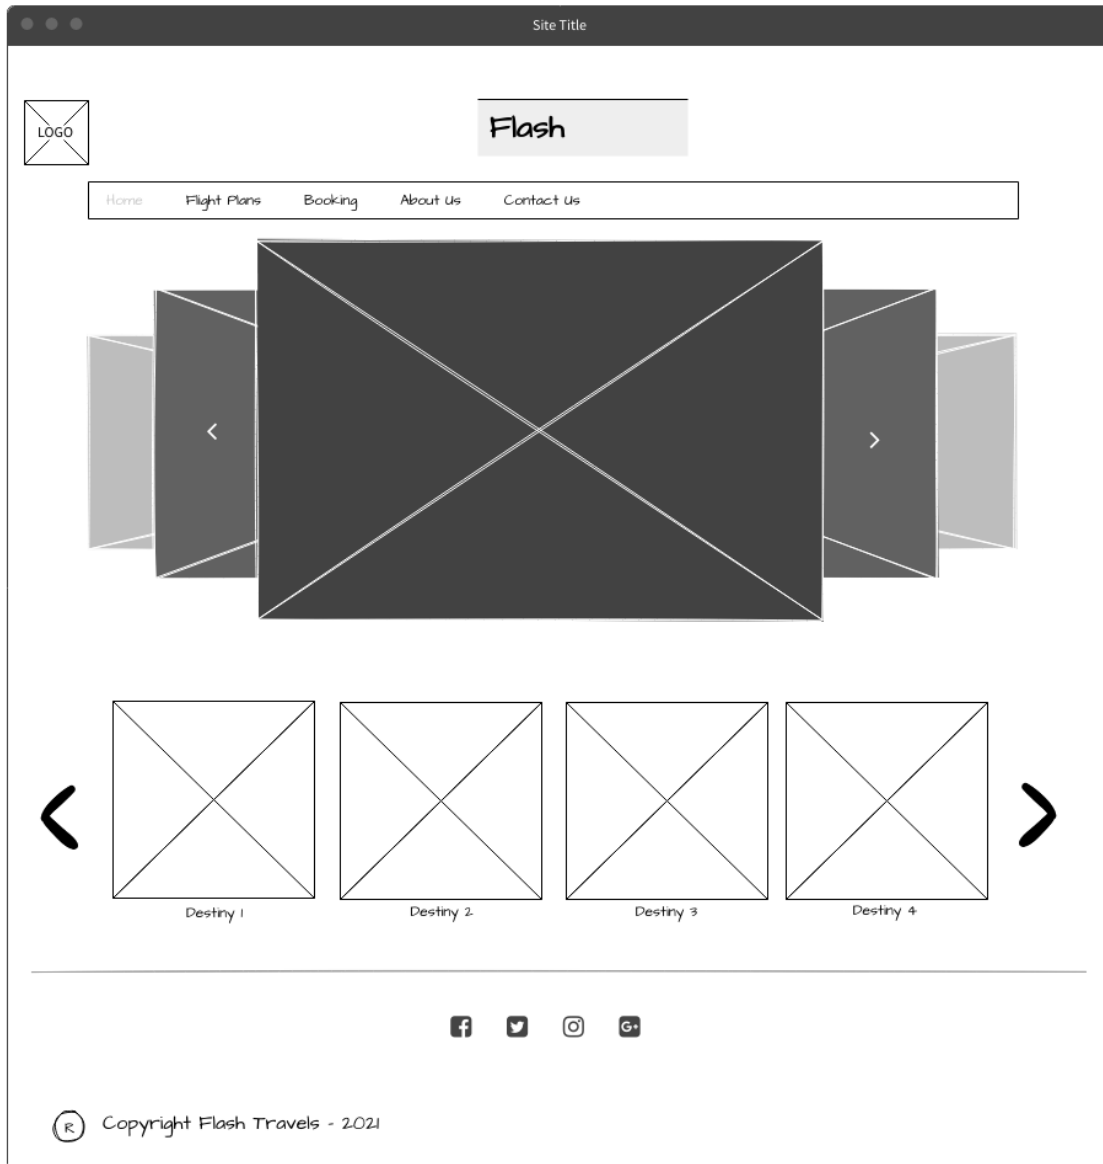 Site Title
LOGO
Flash
Home Flight Plans Booking About Us Contact Us
Destiny 1 Destiny 2 Destiny 3 Destiny 4
G+
R Copyright Flash Travels - 2021